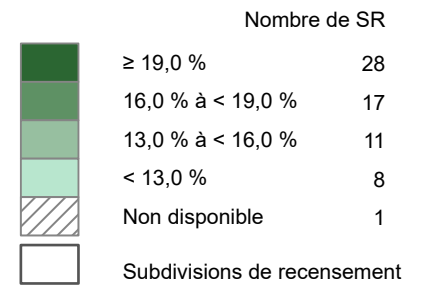 Nombre de SR
≥ 19,0 % 28
16,0 % à < 19,0 % 17
13,0 % à < 16,0 % 11
< 13,0 % 8
Non disponible 1
Subdivisions de recensement